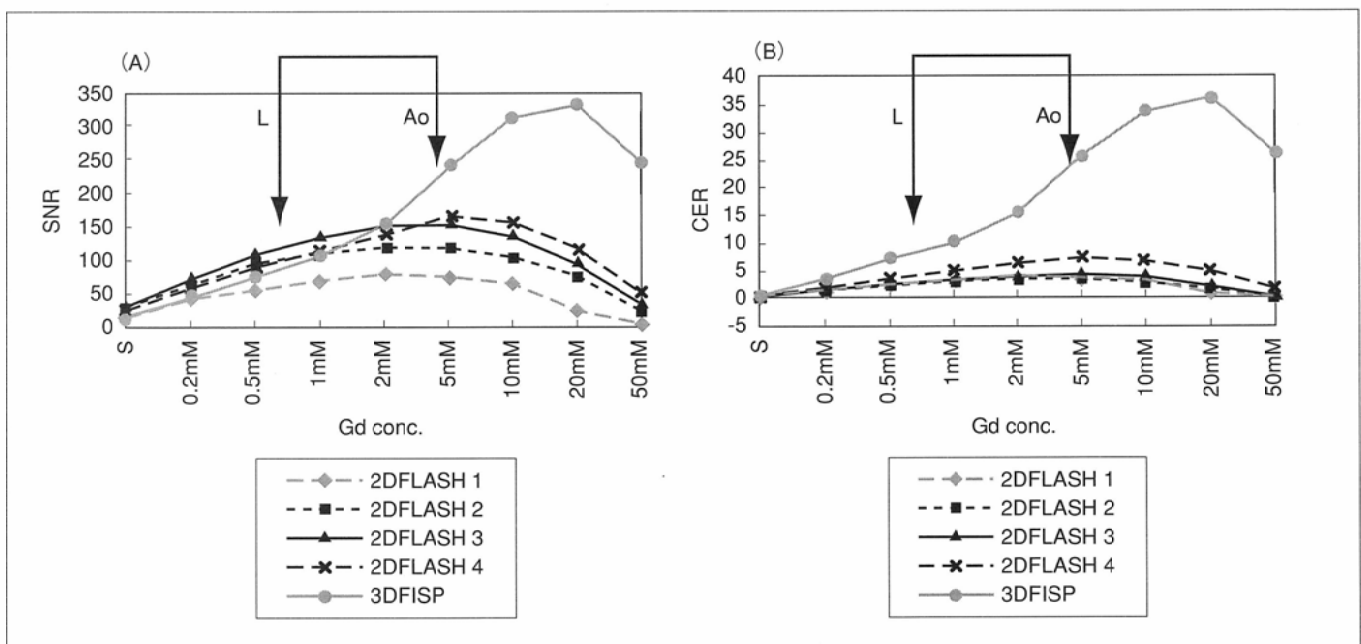 (A)
350
300
250
200
150
100
50
0
SNR
L
Ao
S
0.2mM
0.5mM
1mM
2mM
5mM
10mM
20mM
50mM
Gd conc.
2DFLASH 1
2DFLASH 2
2DFLASH 3
2DFLASH 4
3DFISP
(B)
40
35
30
25
20
15
10
5
0
-5
CER
L
Ao
S
0.2mM
0.5mM
1mM
2mM
5mM
10mM
20mM
50mM
Gd conc.
2DFLASH 1
2DFLASH 2
2DFLASH 3
2DFLASH 4
3DFISP